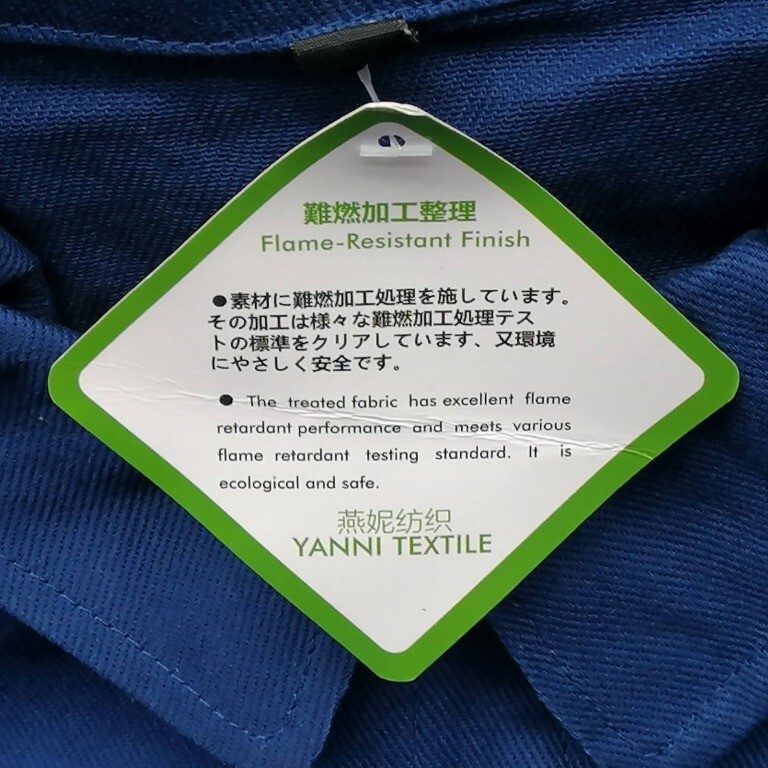 難燃加工整理
Flame-Resistant Finish
●素材に難燃加工処理を施しています。
その加工は様々な難燃加工処理テス
トの標準をクリアしています、又環境
にやさしく安全です。
● The treated fabric has excellent flame
retardant performance and meets various
flame retardant testing standard. It is
ecological and safe.
燕妮纺织
YANNI TEXTILE